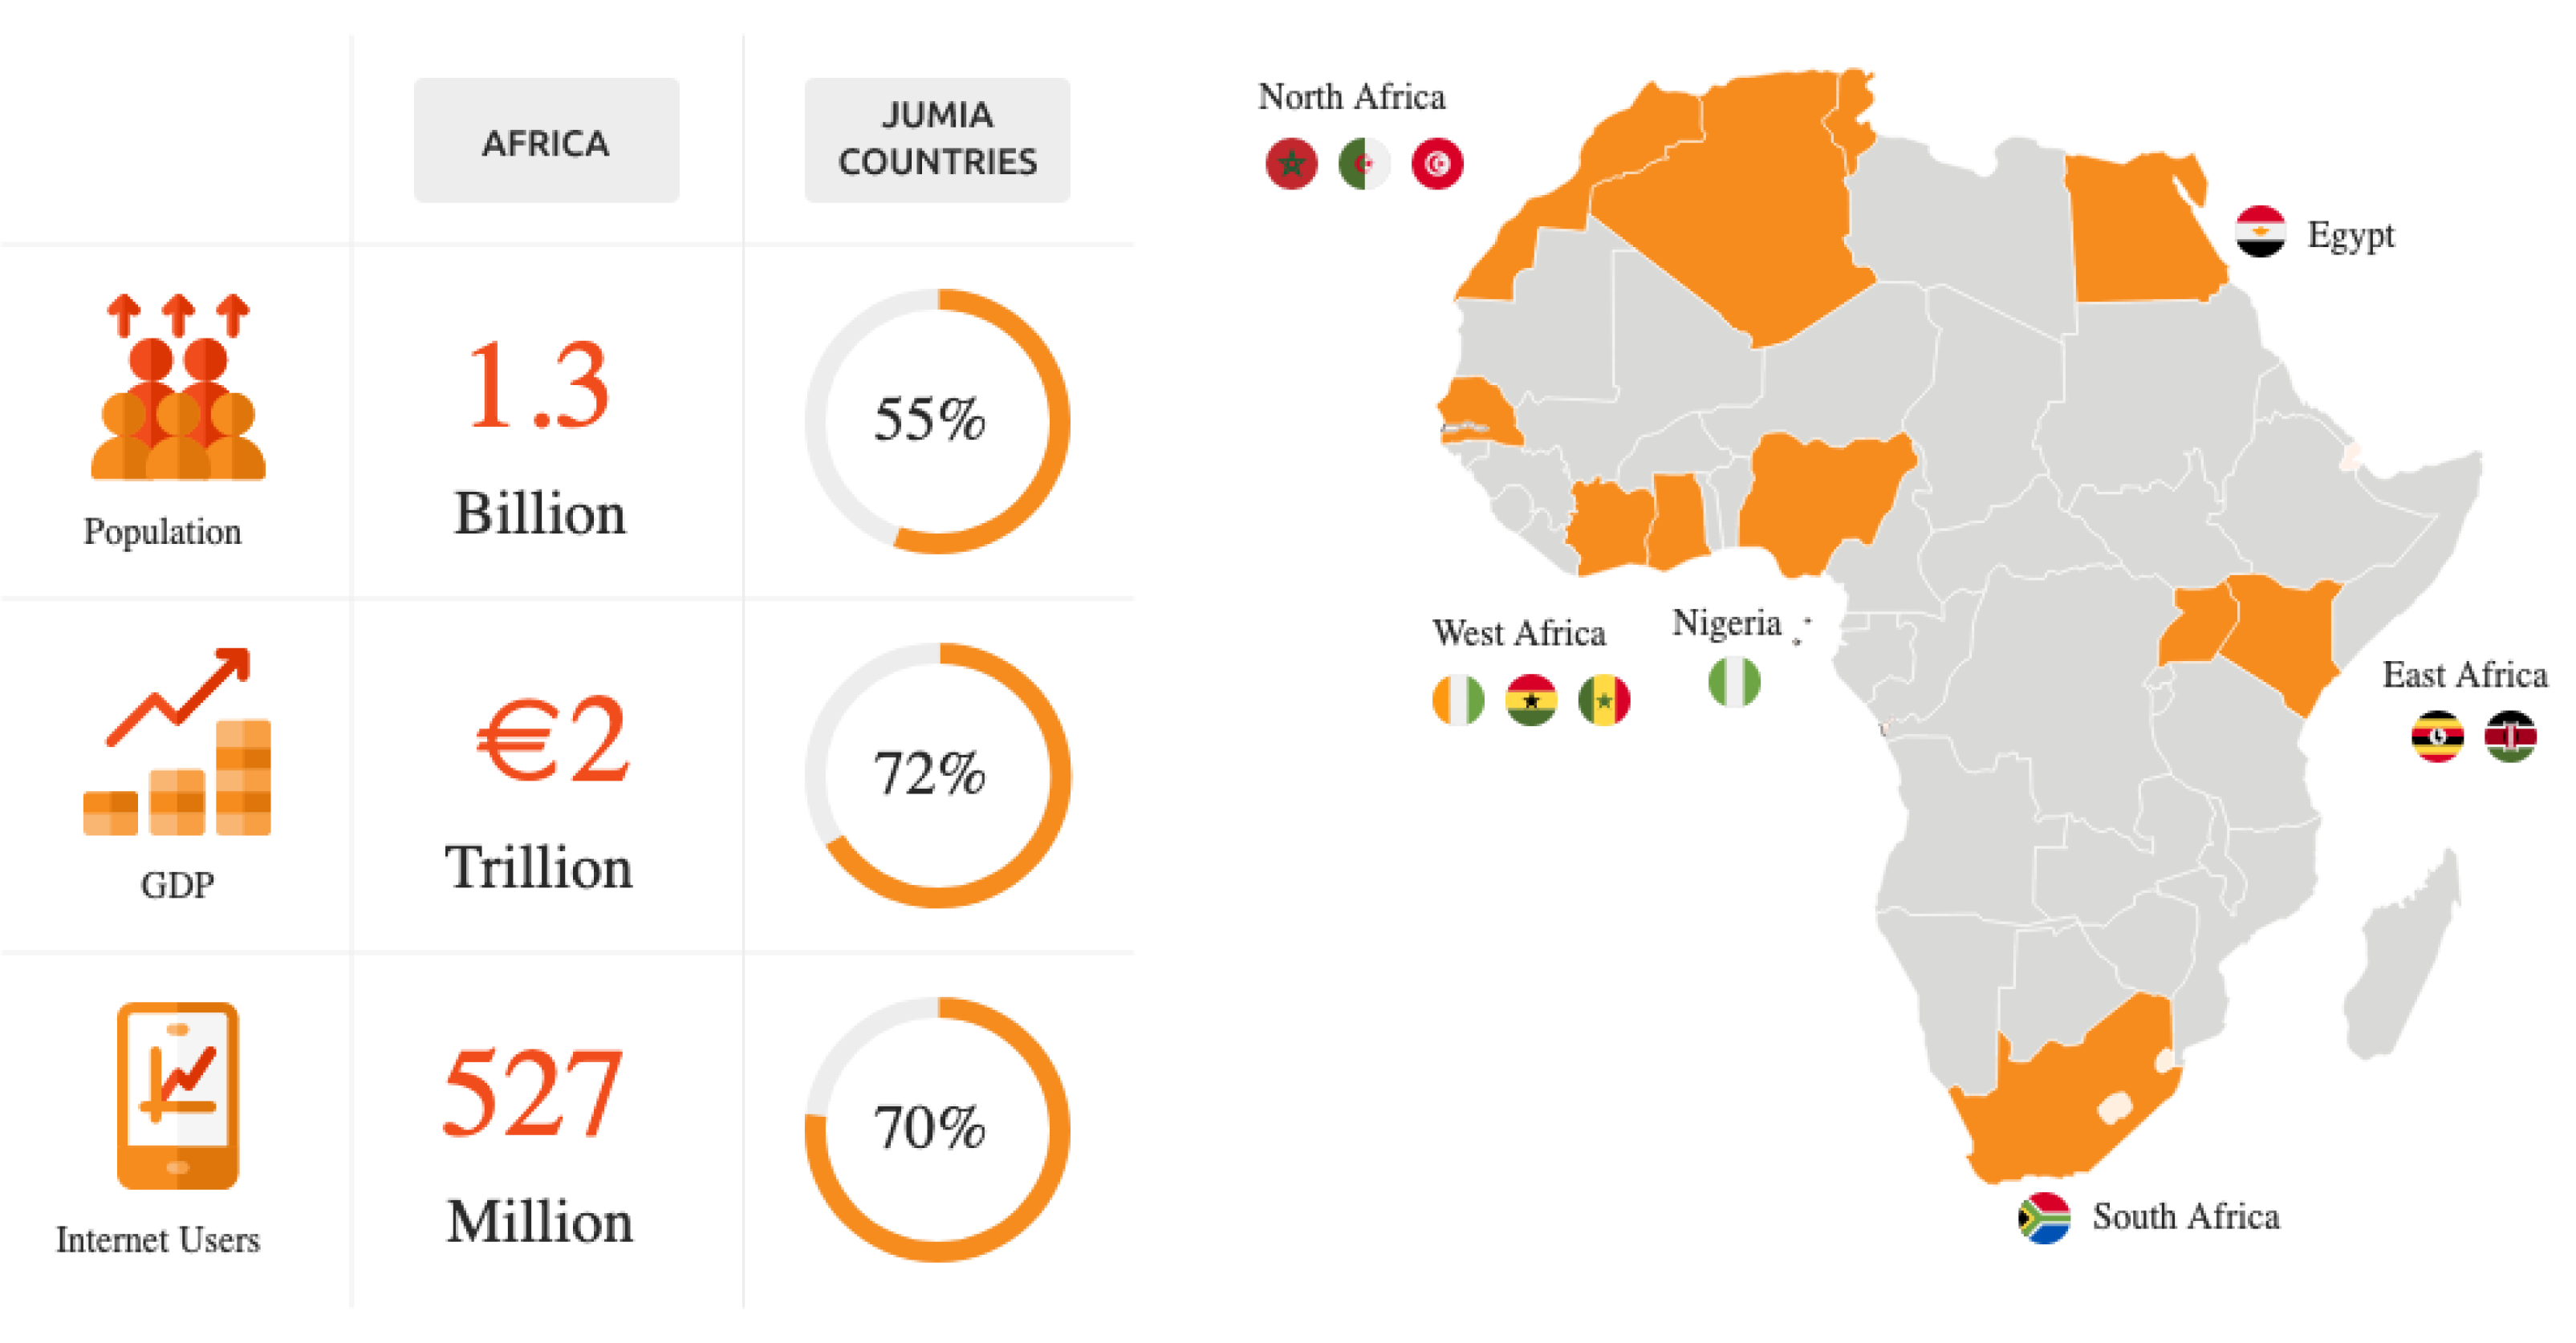 AFRICA
JUMIA
COUNTRIES
Population
1.3
Billion
55%
GDP
€2
Trillion
72%
Internet Users
527
Million
70%
North Africa
Egypt
West Africa
Nigeria
East Africa
South Africa